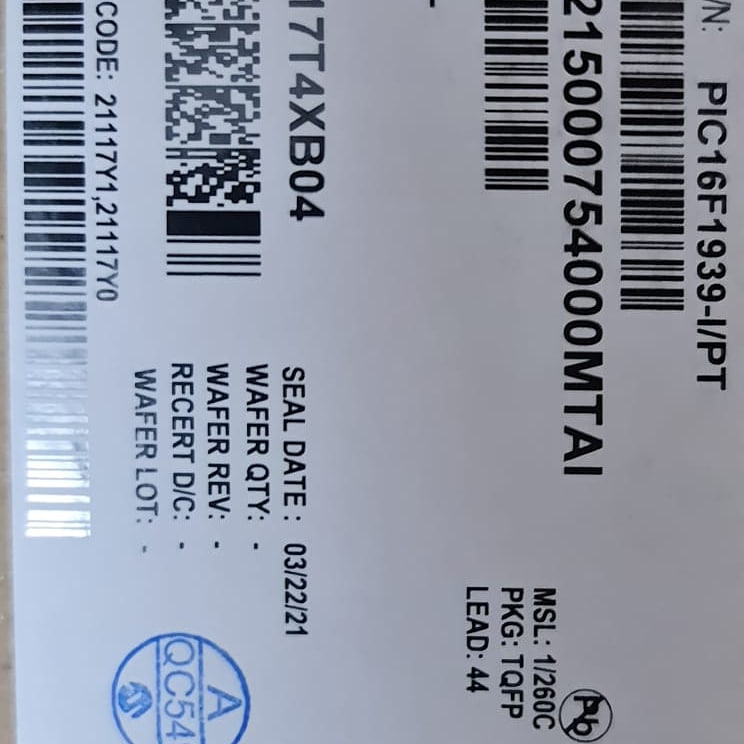 /N: PIC16F1939-I/PT
215000754000MTAI
MSL: 1/260C
PKG: TQFP
LEAD: 44
Pb
17T4XB04
SEAL DATE : 03/22/21
WAFER QTY: -
WAFER REV: -
RECERT D/C: -
WAFER LOT: -
CODE: 21117Y1,21117Y0
A
QC54